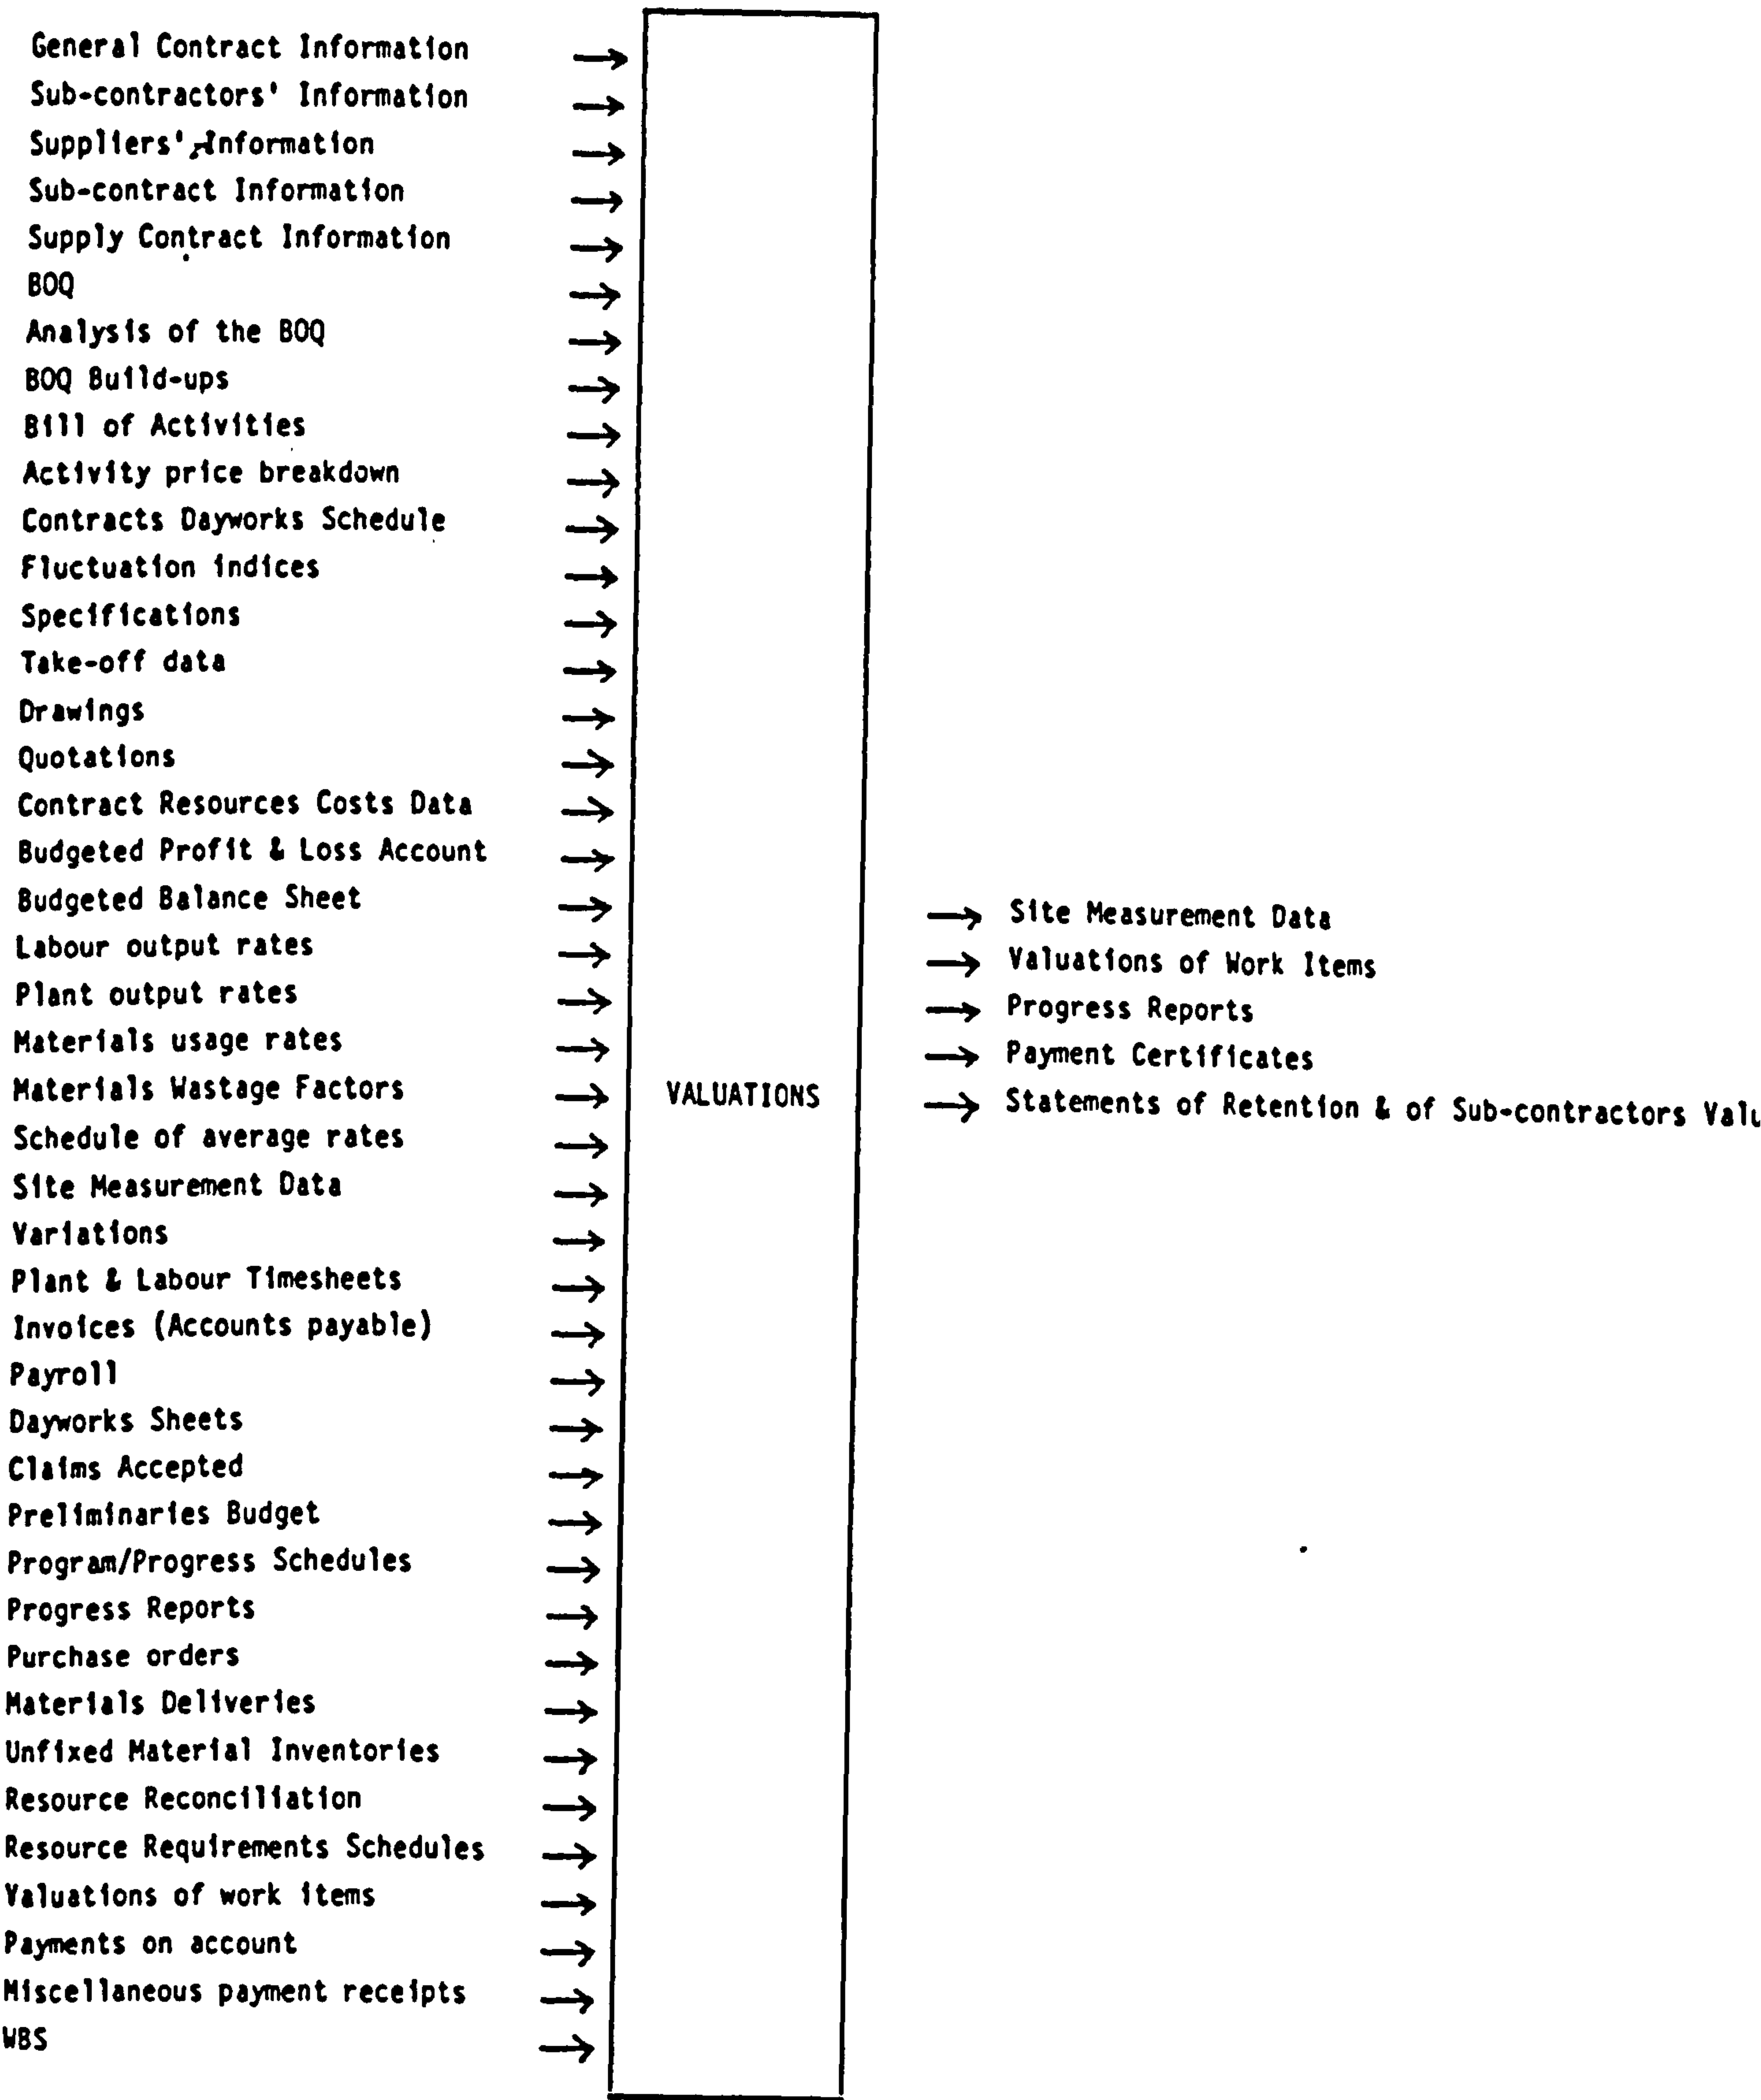 General Contract Information
Sub-contractors' Information
Suppliers' Information
Sub-contract Information
Supply Contract Information
BOQ
Analysis of the BOQ
BOQ Build-ups
Bill of Activities
Activity price breakdown
Contracts Dayworks Schedule
Fluctuation indices
Specifications
Take-off data
Drawings
Quotations
Contract Resources Costs Data
Budgeted Profit & Loss Account
Budgeted Balance Sheet
Labour output rates
Plant output rates
Materials usage rates
Materials Wastage Factors
Schedule of average rates
Site Measurement Data
Variations
Plant & Labour Timesheets
Invoices (Accounts payable)
Payroll
Dayworks Sheets
Claims Accepted
Preliminaries Budget
Program/Progress Schedules
Progress Reports
Purchase orders
Materials Deliveries
Unfixed Material Inventories
Resource Reconciliation
Resource Requirements Schedules
Valuations of work items
Payments on account
Miscellaneous payment receipts
WBS
VALUATIONS
Site Measurement Data
Valuations of Work Items
Progress Reports
Payment Certificates
Statements of Retention & of Sub-contractors